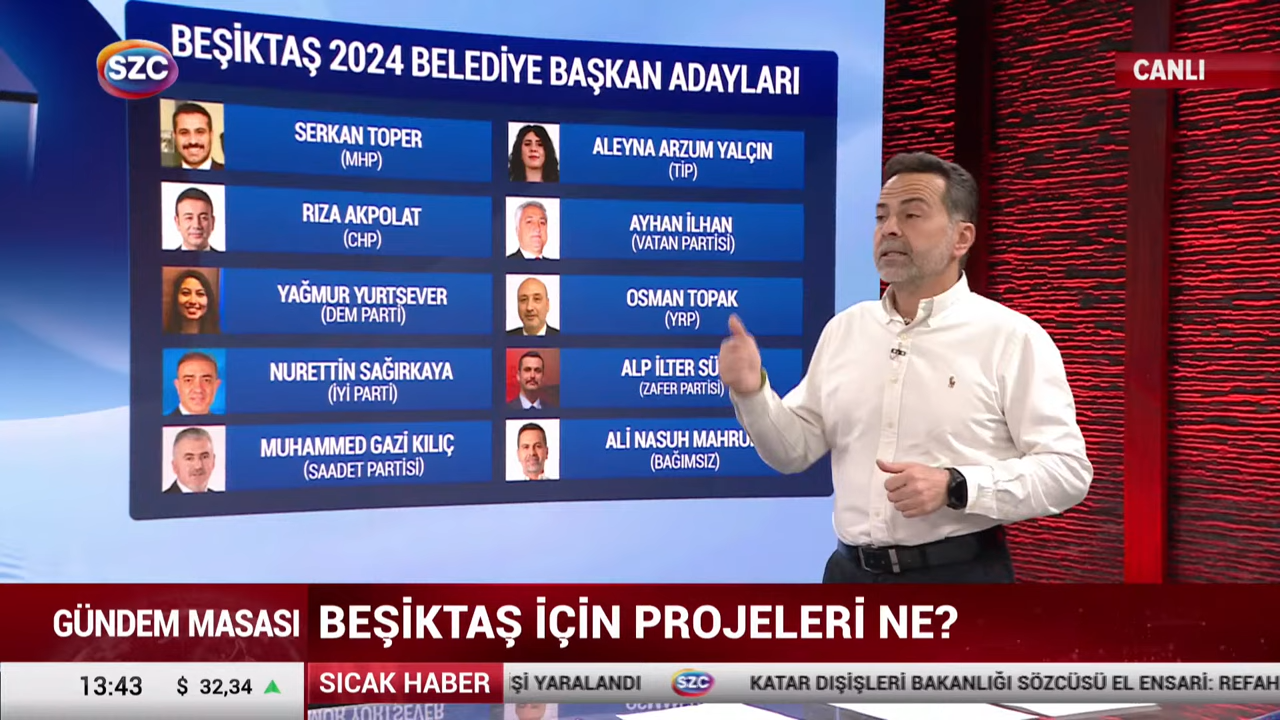 SZC
BEŞİKTAŞ 2024 BELEDİYE BAŞKAN ADAYLARI
CANLI
SERKAN TOPER
(MHP)
RIZA AKPOLAT
(CHP)
YAĞMUR YURTSEVER
(DEM PARTİ)
NURETTİN SAĞIRKAYA
(İYİ PARTİ)
MUHAMMED GAZİ KILIÇ
(SAADET PARTİSİ)
ALEYNA ARZUM YALÇIN
(TİP)
AYHAN İLHAN
(VATAN PARTİSİ)
OSMAN TOPAK
(YRP)
ALP İLTER
(ZAFER PARTİSİ)
ALİ NASUH
(BAĞIMSIZ)
GÜNDEM MASASI
BEŞİKTAŞ İÇİN PROJELERİ NE?
13:43 $ 32,34
SICAK HABER
YARALANDI SZC KATAR DIŞİŞLERİ BAKANLIĞI SÖZCÜSÜ EL ENSARİ: REFAH